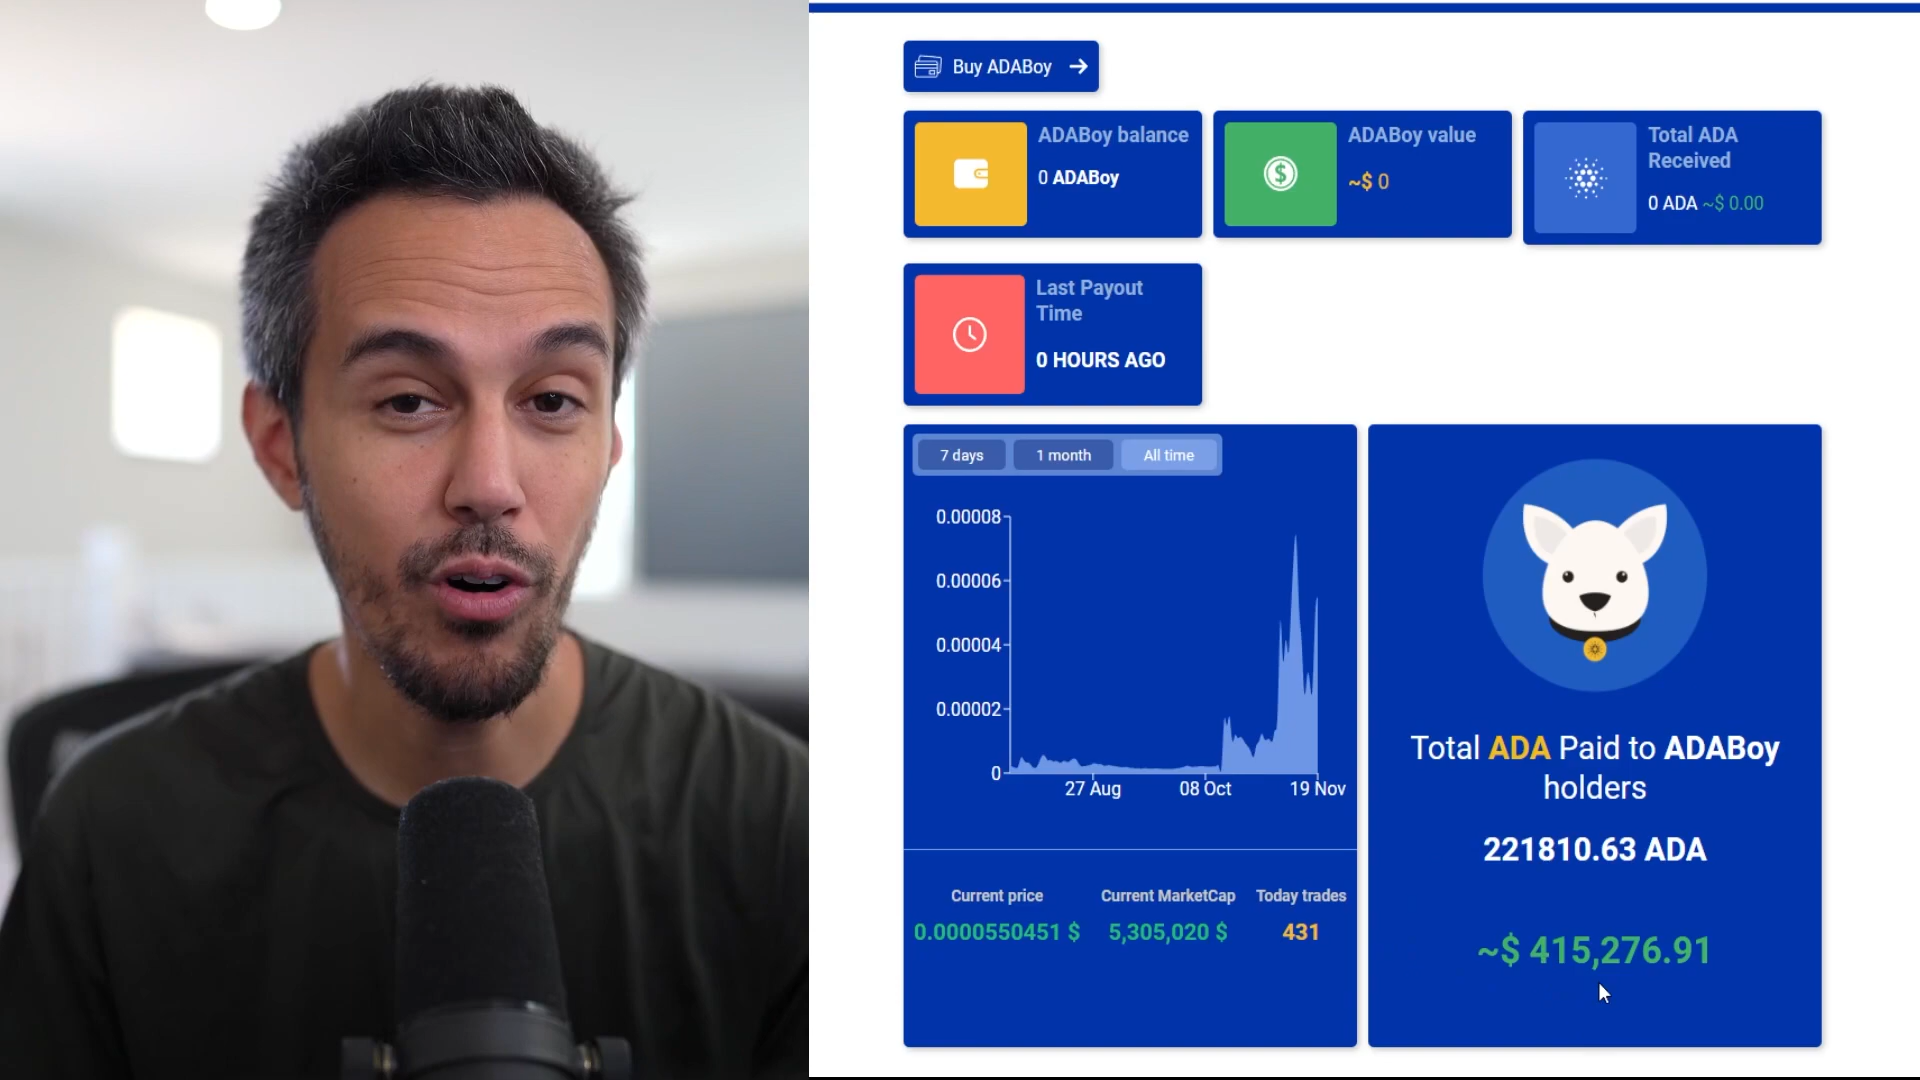 Buy ADABoy
ADABoy balance
0 ADABoy
ADABoy value
~$ 0
Total ADA
Received
0 ADA ~$ 0.00
Last Payout
Time
0 HOURS AGO
7 days
1 month
All time
0.00008
0.00006
0.00004
0.00002
0
27 Aug
08 Oct
19 Nov
Current price
0.0000550451 $
Current MarketCap
5,305,020 $
Today trades
431
Total ADA Paid to ADABoy
holders
221810.63 ADA
~$ 415,276.91